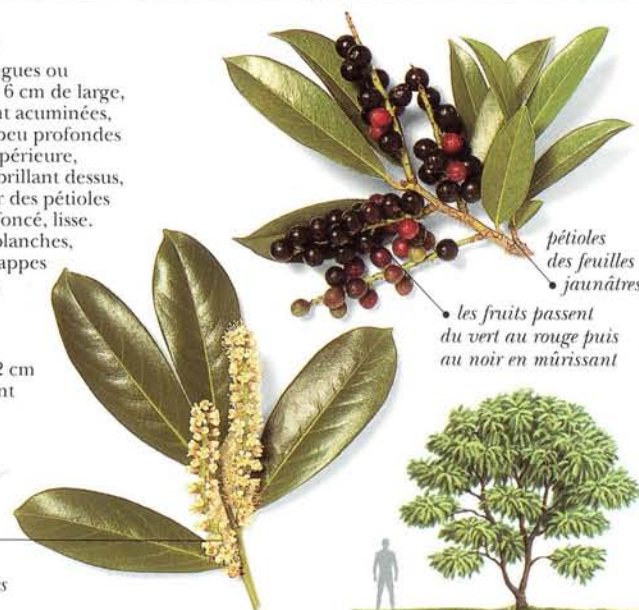 gues ou
6 cm de large,
nt acuminées,
peu profondes
périeure,
brillant dessus,
r des pétioles
foncé, lisse.
blanches,
appes
2 cm
nt
pétioles
des feuilles
jaunâtres
les fruits passent
du vert au rouge puis
au noir en mûrissant